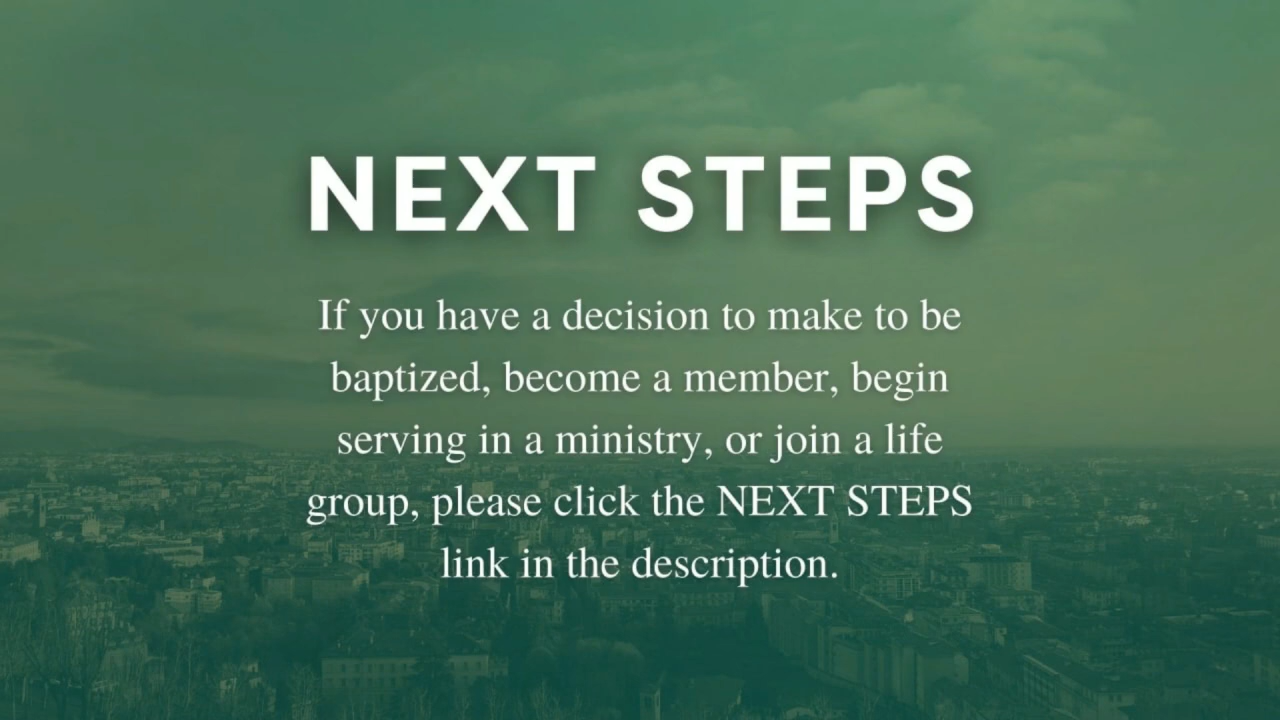 NEXT STEPS
If you have a decision to make to be
baptized, become a member, begin
serving in a ministry, or join a life
group, please click the NEXT STEPS
link in the description.